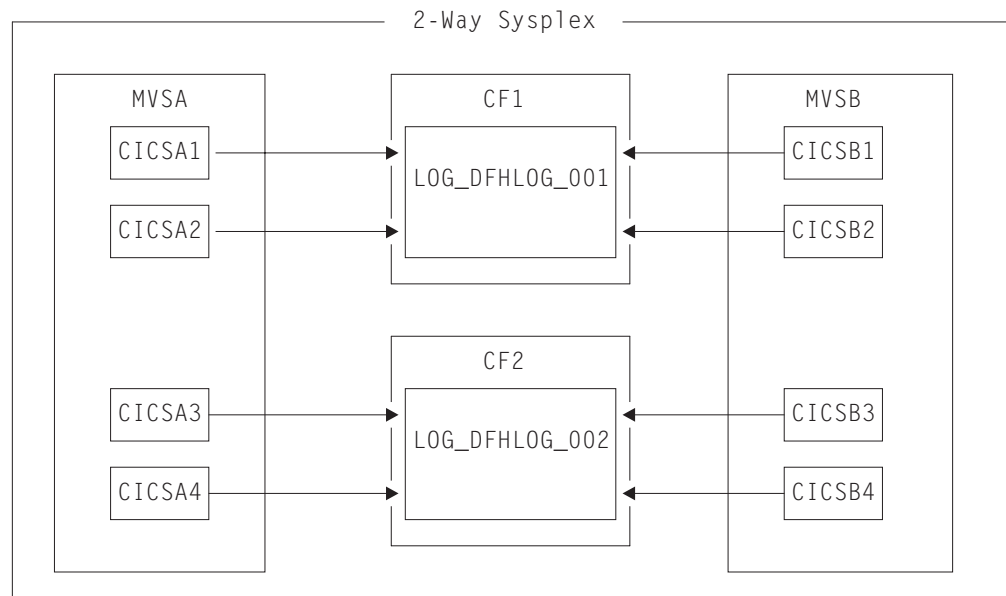 2-Way Sysplex
MVSA
CF1
MVSB
CICSA1
LOG_DFHLOG_001
CICSB1
CICSA2
CICSB2
CF2
CICSA3
LOG_DFHLOG_002
CICSB3
CICSA4
CICSB4